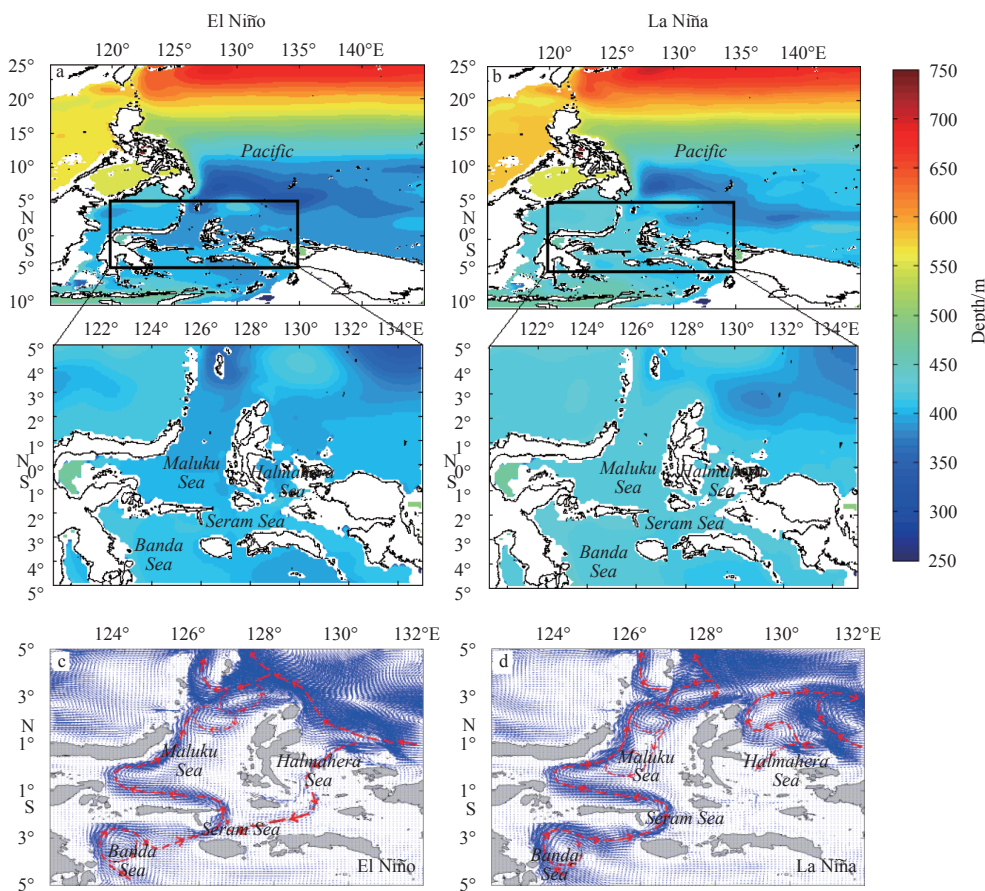 El Niño
La Niña
120° 125° 130° 135° 140°E
120° 125° 130° 135° 140°E
a
b
25°
20°
15°
10°
5°
N
0°
S
5°
10°
Pacific
25°
20°
15°
10°
5°
N
0°
S
5°
10°
Pacific
750
700
650
600
550
500
450
400
350
300
250
Depth/m
122° 124° 126° 128° 130° 132° 134°E
122° 124° 126° 128° 130° 132° 134°E
5°
4°
3°
2°
1°
N
0°
S
1°
2°
3°
4°
5°
Maluku
Sea
Halmahera
Sea
Seram Sea
Banda
Sea
5°
4°
3°
2°
1°
N
0°
S
1°
2°
3°
4°
5°
Maluku
Sea
Halmahera
Sea
Seram Sea
Banda
Sea
124° 126° 128° 130° 132°E
124° 126° 128° 130° 132°E
c
d
5°
3°
N
1°
1°
S
3°
5°
Maluku
Sea
Halmahera
Sea
Seram Sea
Banda
Sea
El Niño
5°
3°
N
1°
1°
S
3°
5°
Maluku
Sea
Halmahera
Sea
Seram Sea
Banda
Sea
La Niña